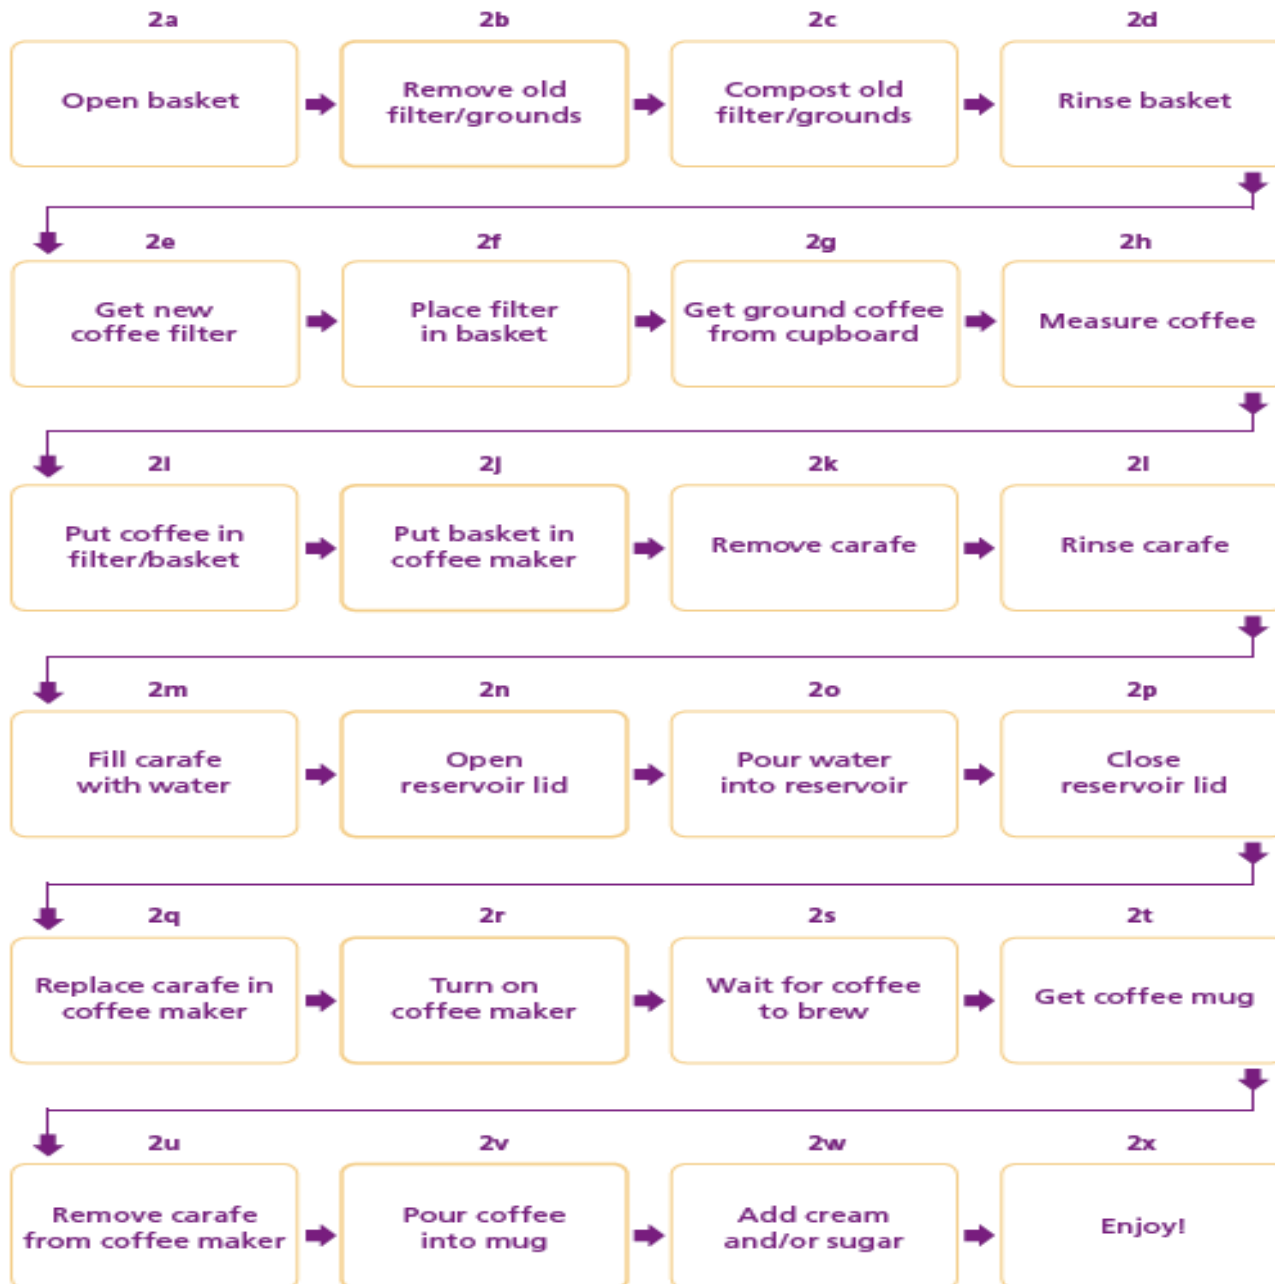 2a
2b
2c
2d
Open basket
Remove old
filter/grounds
Compost old
filter/grounds
Rinse basket
2e
2f
2g
2h
Get new
coffee filter
Place filter
in basket
Get ground coffee
from cupboard
Measure coffee
2i
2j
2k
2l
Put coffee in
filter/basket
Put basket in
coffee maker
Remove carafe
Rinse carafe
2m
2n
2o
2p
Fill carafe
with water
Open
reservoir lid
Pour water
into reservoir
Close
reservoir lid
2q
2r
2s
2t
Replace carafe in
coffee maker
Turn on
coffee maker
Wait for coffee
to brew
Get coffee mug
2u
2v
2w
2x
Remove carafe
from coffee maker
Pour coffee
into mug
Add cream
and/or sugar
Enjoy!